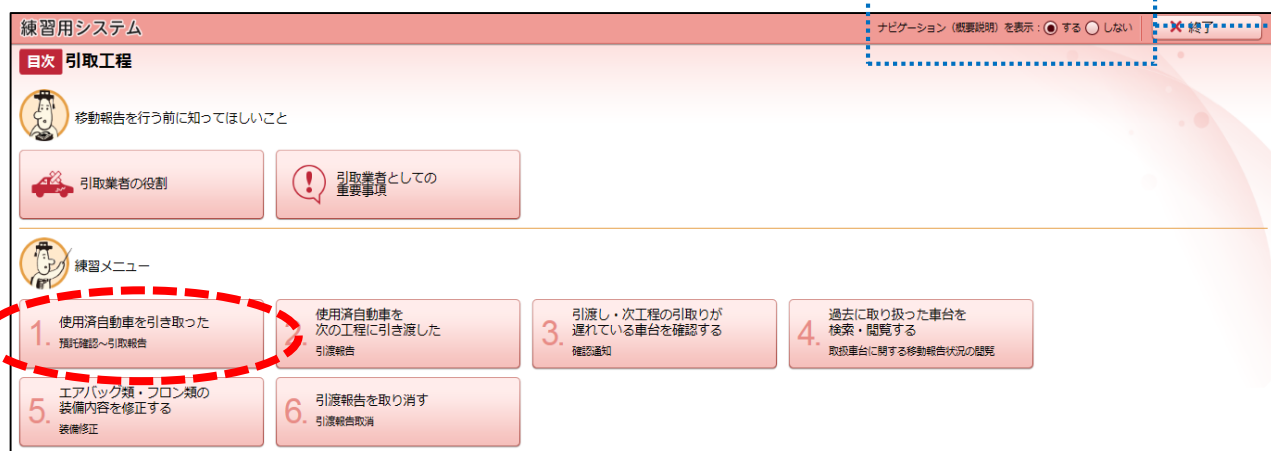 練習用システム
ナビゲーション（概要説明）を表示：する しない
終了
目次 引取工程
移動報告を行う前に知ってほしいこと
引取業者の役割
引取業者としての
重要事項
練習メニュー
1. 使用済自動車を引き取った
預託確認～引取報告
2. 使用済自動車を
次の工程に引き渡した
引渡報告
3. 引渡し・次工程の引取りが
遅れている車台を確認する
確認通知
4. 過去に取り扱った車台を
検索・閲覧する
取扱車台に関する移動報告状況の閲覧
5. エアバッグ類・フロン類の
装備内容を修正する
装備修正
6. 引渡報告を取り消す
引渡報告取消